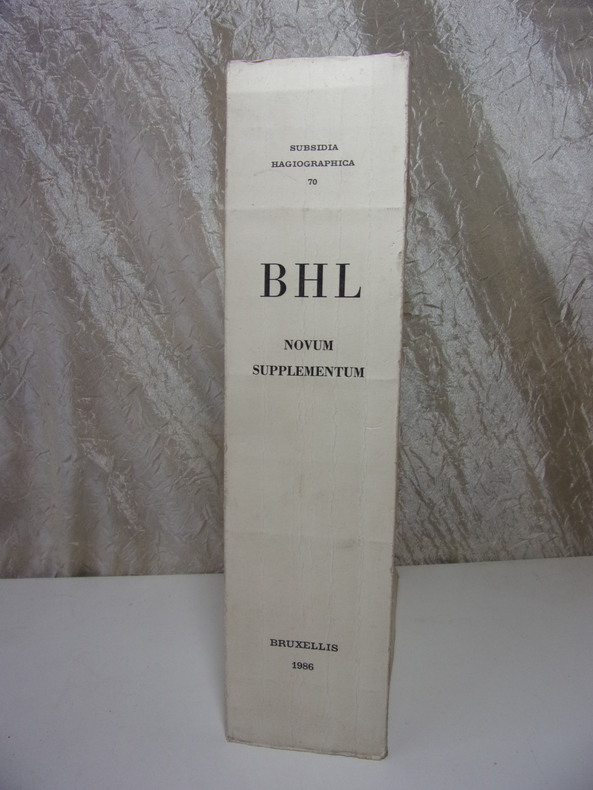 SUBSIDIA
HAGIOGRAPHICA
70
BHL
NOVUM
SUPPLEMENTUM
BRUXELLIS
1986